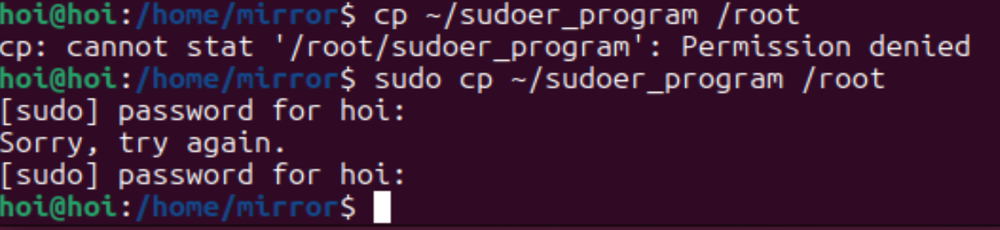 hoi@hoi:/home/mirror$ cp ~/sudoer_program /root
cp: cannot stat '/root/sudoer_program': Permission denied
hoi@hoi:/home/mirror$ sudo cp ~/sudoer_program /root
[sudo] password for hoi:
Sorry, try again.
[sudo] password for hoi:
hoi@hoi:/home/mirror$